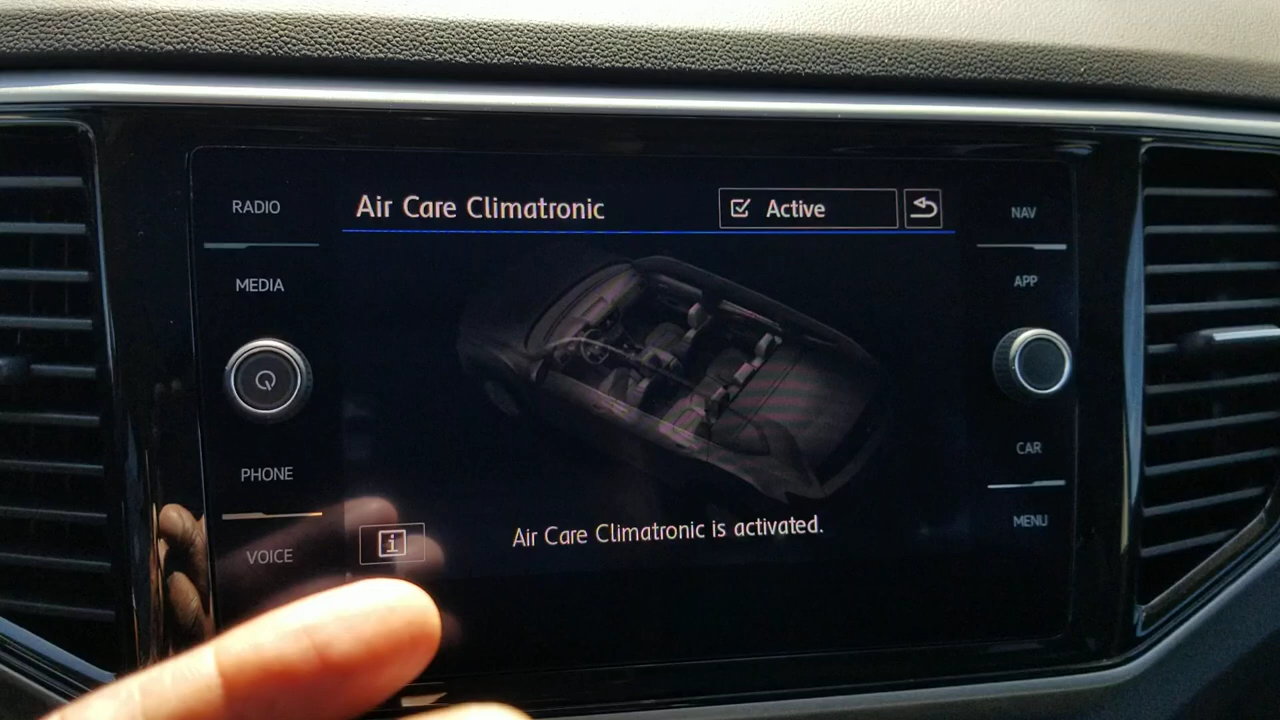 RADIO
Air Care Climatronic
Active
NAV
MEDIA
APP
PHONE
CAR
VOICE
i
Air Care Climatronic is activated.
MENU